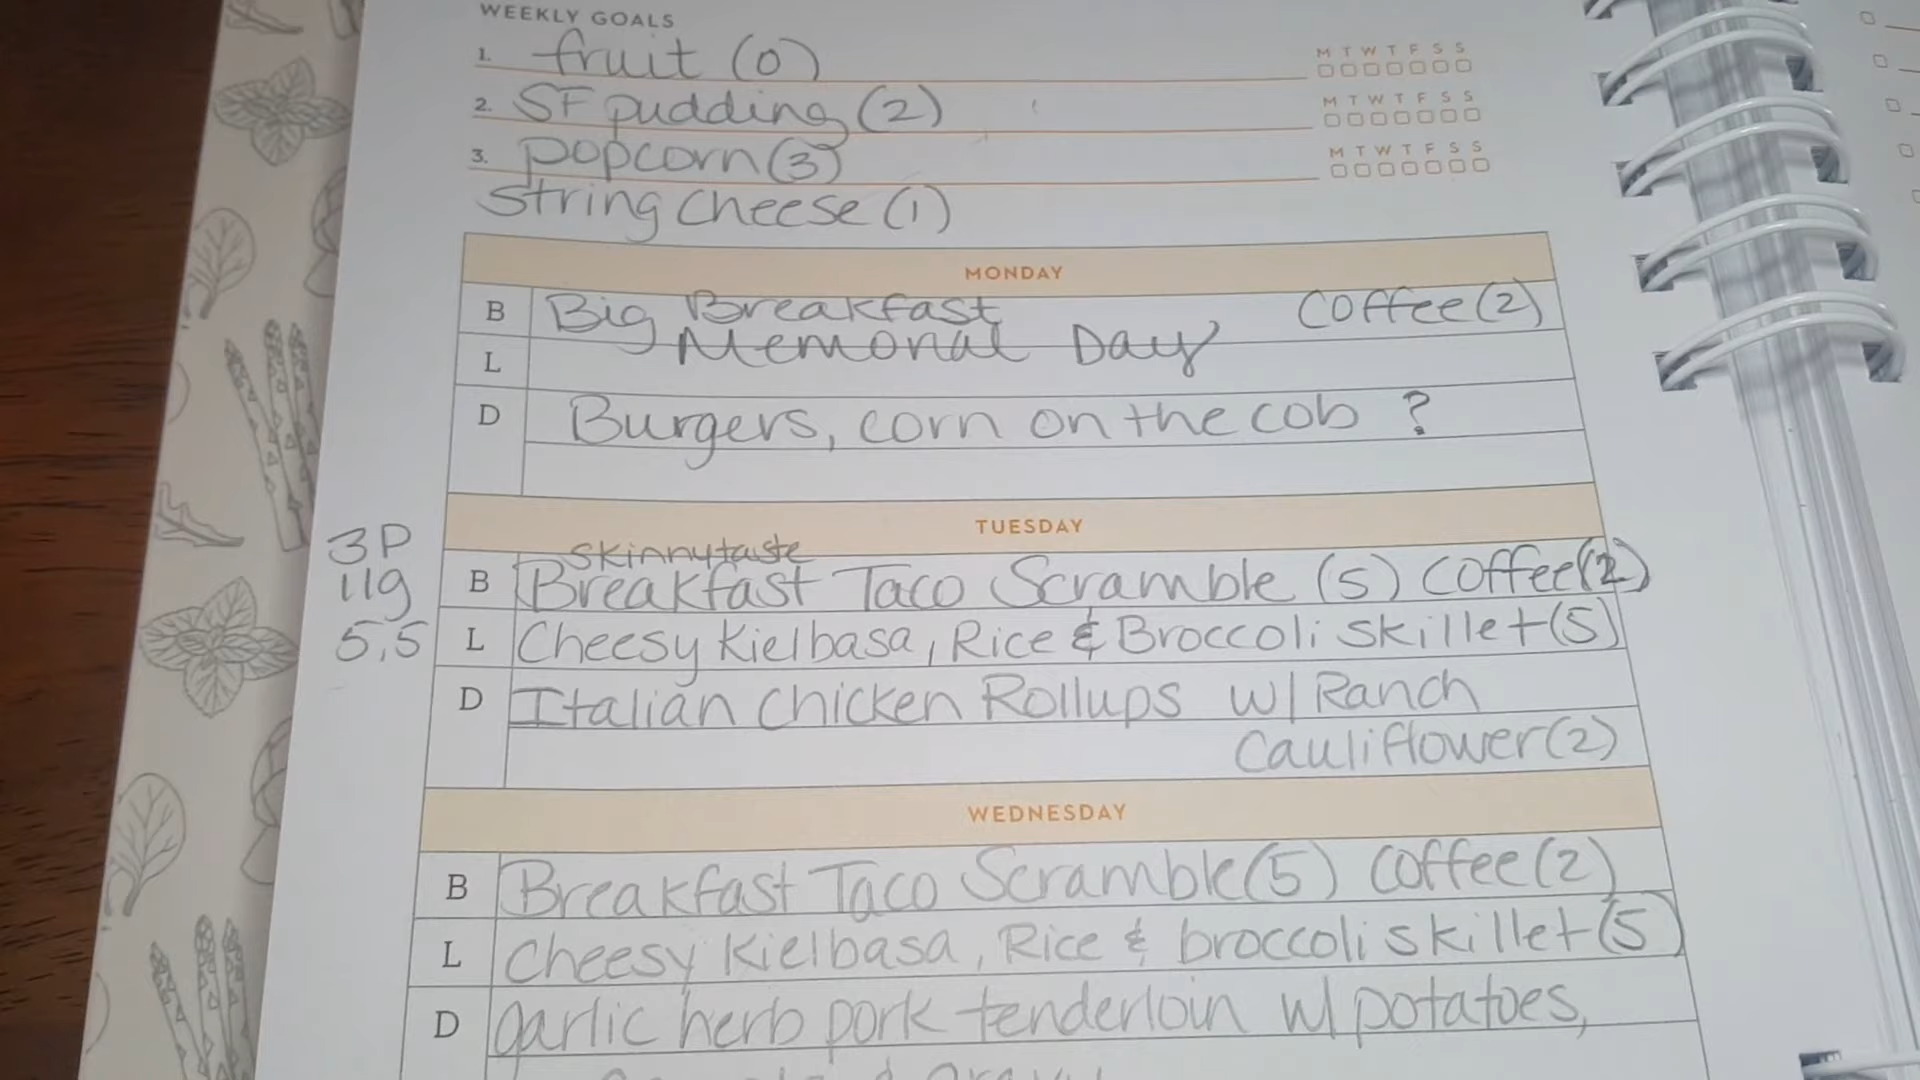 WEEKLY GOALS
1. fruit (0)
M T W T F S S
2. SF pudding (2)
M T W T F S S
3. popcorn (3)
M T W T F S S
String cheese (1)
MONDAY
B Big Breakfast Coffee (2)
Memorial Day
L
D Burgers, corn on the cob ?
TUESDAY
3P
11g
5.5
skinnytaste
B Breakfast Taco Scramble (5) Coffee (2)
L Cheesy Kielbasa, Rice & Broccoli skillet (5)
D Italian Chicken Rollups w/ Ranch
Cauliflower (2)
WEDNESDAY
B Breakfast Taco Scramble (5) Coffee (2)
L Cheesy Kielbasa, Rice & broccoli skillet (5)
D garlic herb pork tenderloin w/ potatoes,
& gravy